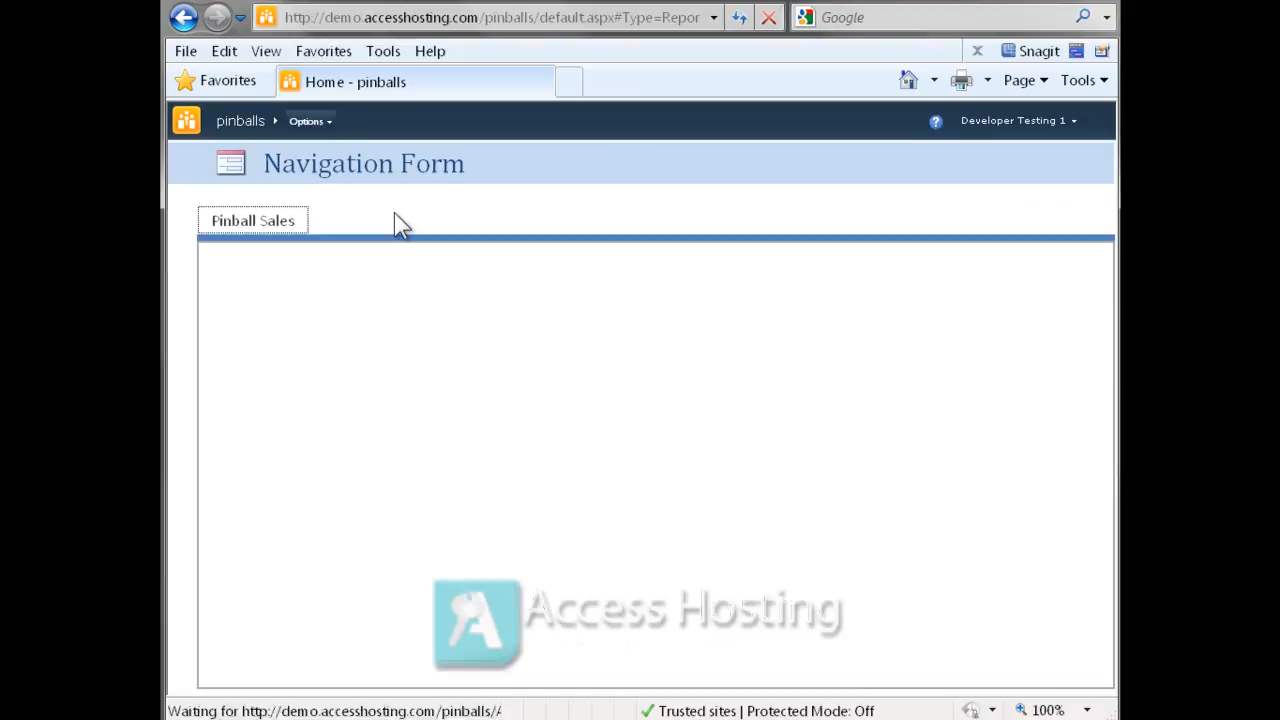 http://demo.accesshosting.com/pinballs/default.aspx#Type=Repor
Google
File Edit View Favorites Tools Help
Snagit
Favorites
Home - pinballs
Page
Tools
pinballs
Options
Developer Testing 1
Navigation Form
Pinball Sales
Access Hosting
Waiting for http://demo.accesshosting.com/pinballs/
Trusted sites | Protected Mode: Off
100%